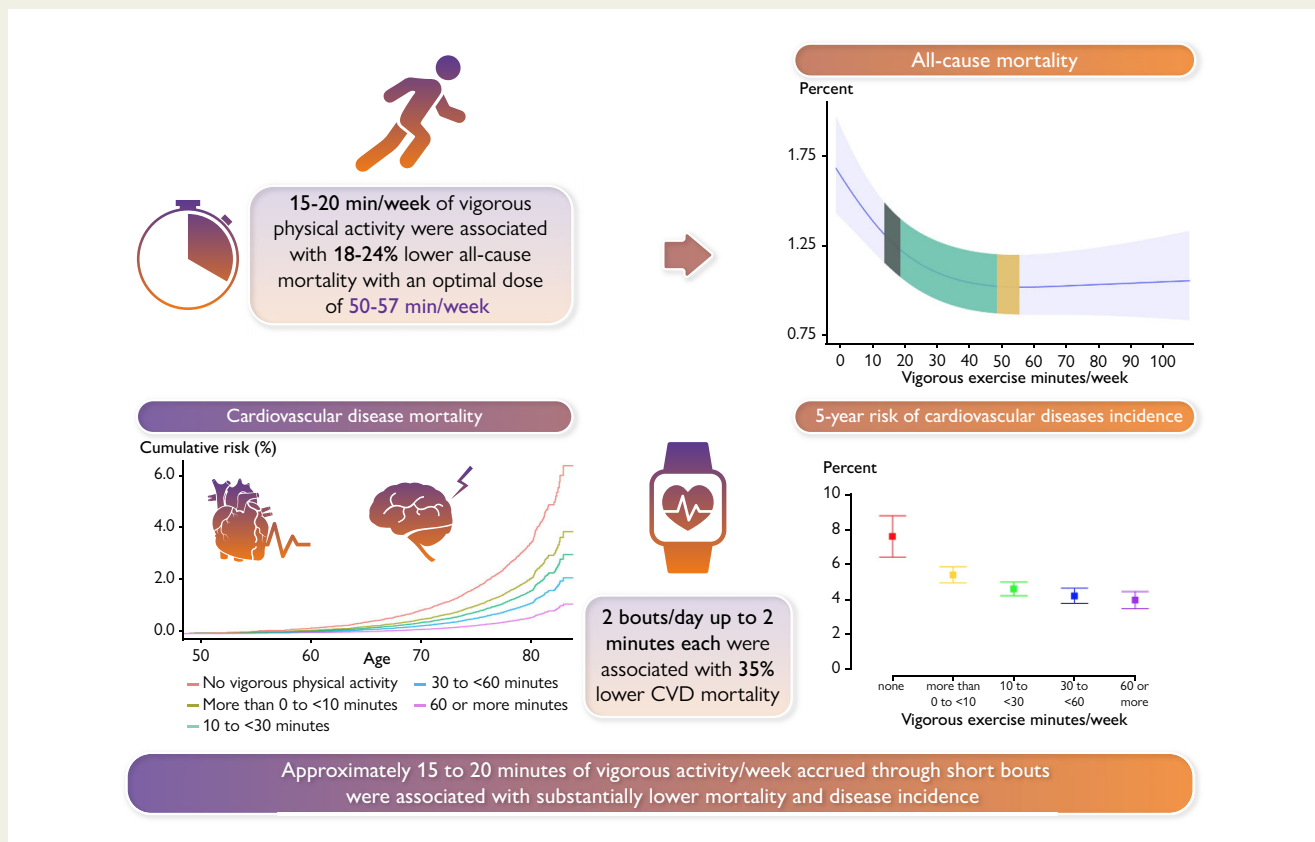 15-20 min/week of vigorous
physical activity were associated
with 18-24% lower all-cause
mortality with an optimal dose
of 50-57 min/week
All-cause mortality
Percent
1.75
1.25
0.75
0 10 20 30 40 50 60 70 80 90 100
Vigorous exercise minutes/week
Cardiovascular disease mortality
Cumulative risk (%)
6.0
4.0
2.0
0.0
50 60 70 80
Age
No vigorous physical activity
More than 0 to <10 minutes
10 to <30 minutes
30 to <60 minutes
60 or more minutes
2 bouts/day up to 2
minutes each were
associated with 35%
lower CVD mortality
5-year risk of cardiovascular diseases incidence
Percent
10
8
6
4
2
0
none more than 10 to 30 to 60 or
0 to <10 <30 <60 more
Vigorous exercise minutes/week
Approximately 15 to 20 minutes of vigorous activity/week accrued through short bouts
were associated with substantially lower mortality and disease incidence